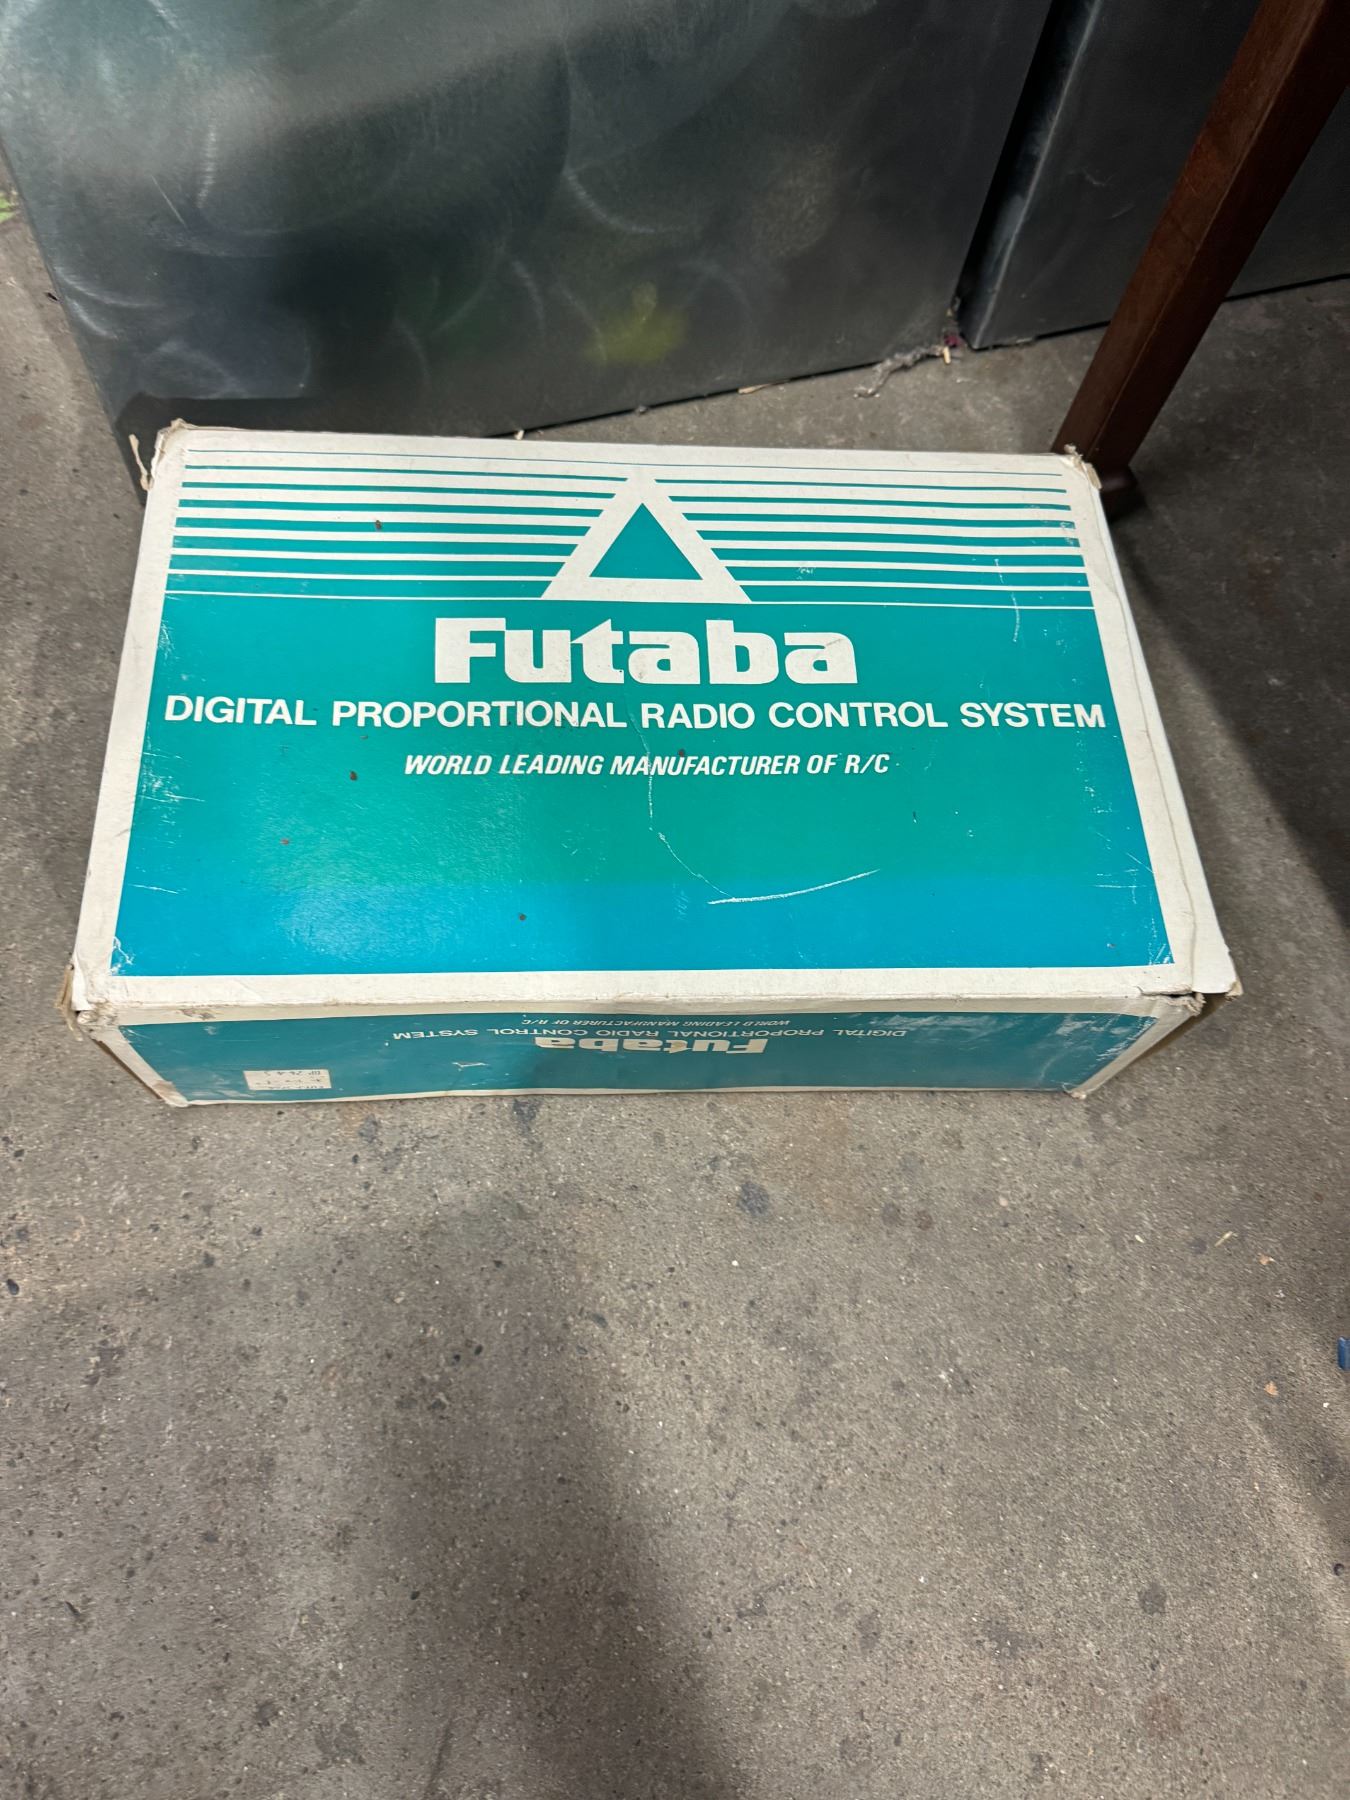 Futaba
DIGITAL PROPORTIONAL RADIO CONTROL SYSTEM
WORLD LEADING MANUFACTURER OF R/C
Futaba
DIGITAL PROPORTIONAL RADIO CONTROL SYSTEM
WORLD LEADING MANUFACTURER OF R/C